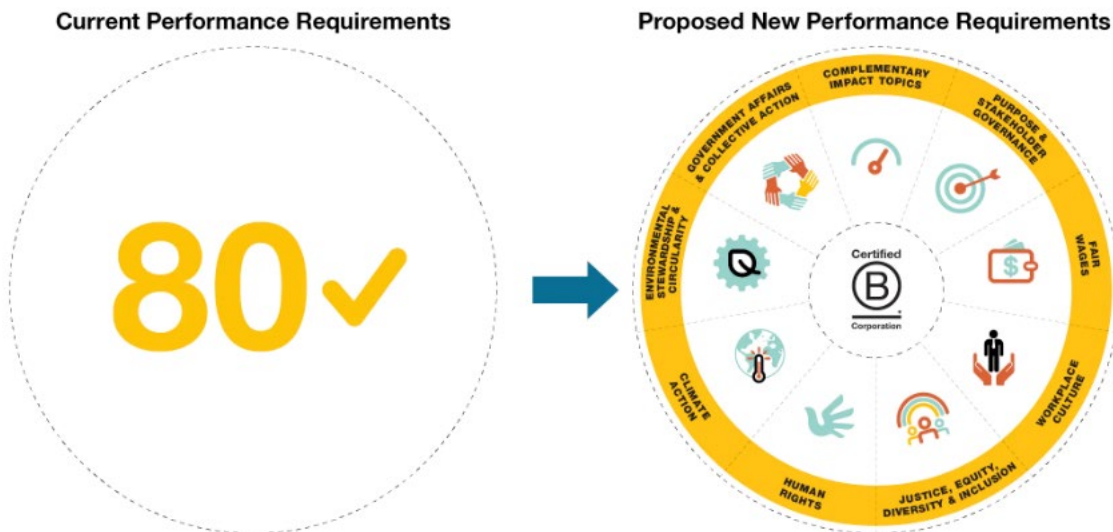 Current Performance Requirements
80
Proposed New Performance Requirements
COMPLEMENTARY
IMPACT TOPICS
PURPOSE &
STAKEHOLDER
GOVERNANCE
FAIR
WAGES
WORKPLACE
CULTURE
JUSTICE, EQUITY,
DIVERSITY & INCLUSION
HUMAN
RIGHTS
CLIMATE
ACTION
ENVIRONMENTAL
STEWARDSHIP &
CIRCULARITY
GOVERNMENT AFFAIRS
& COLLECTIVE ACTION
$
Certified
B
Corporation